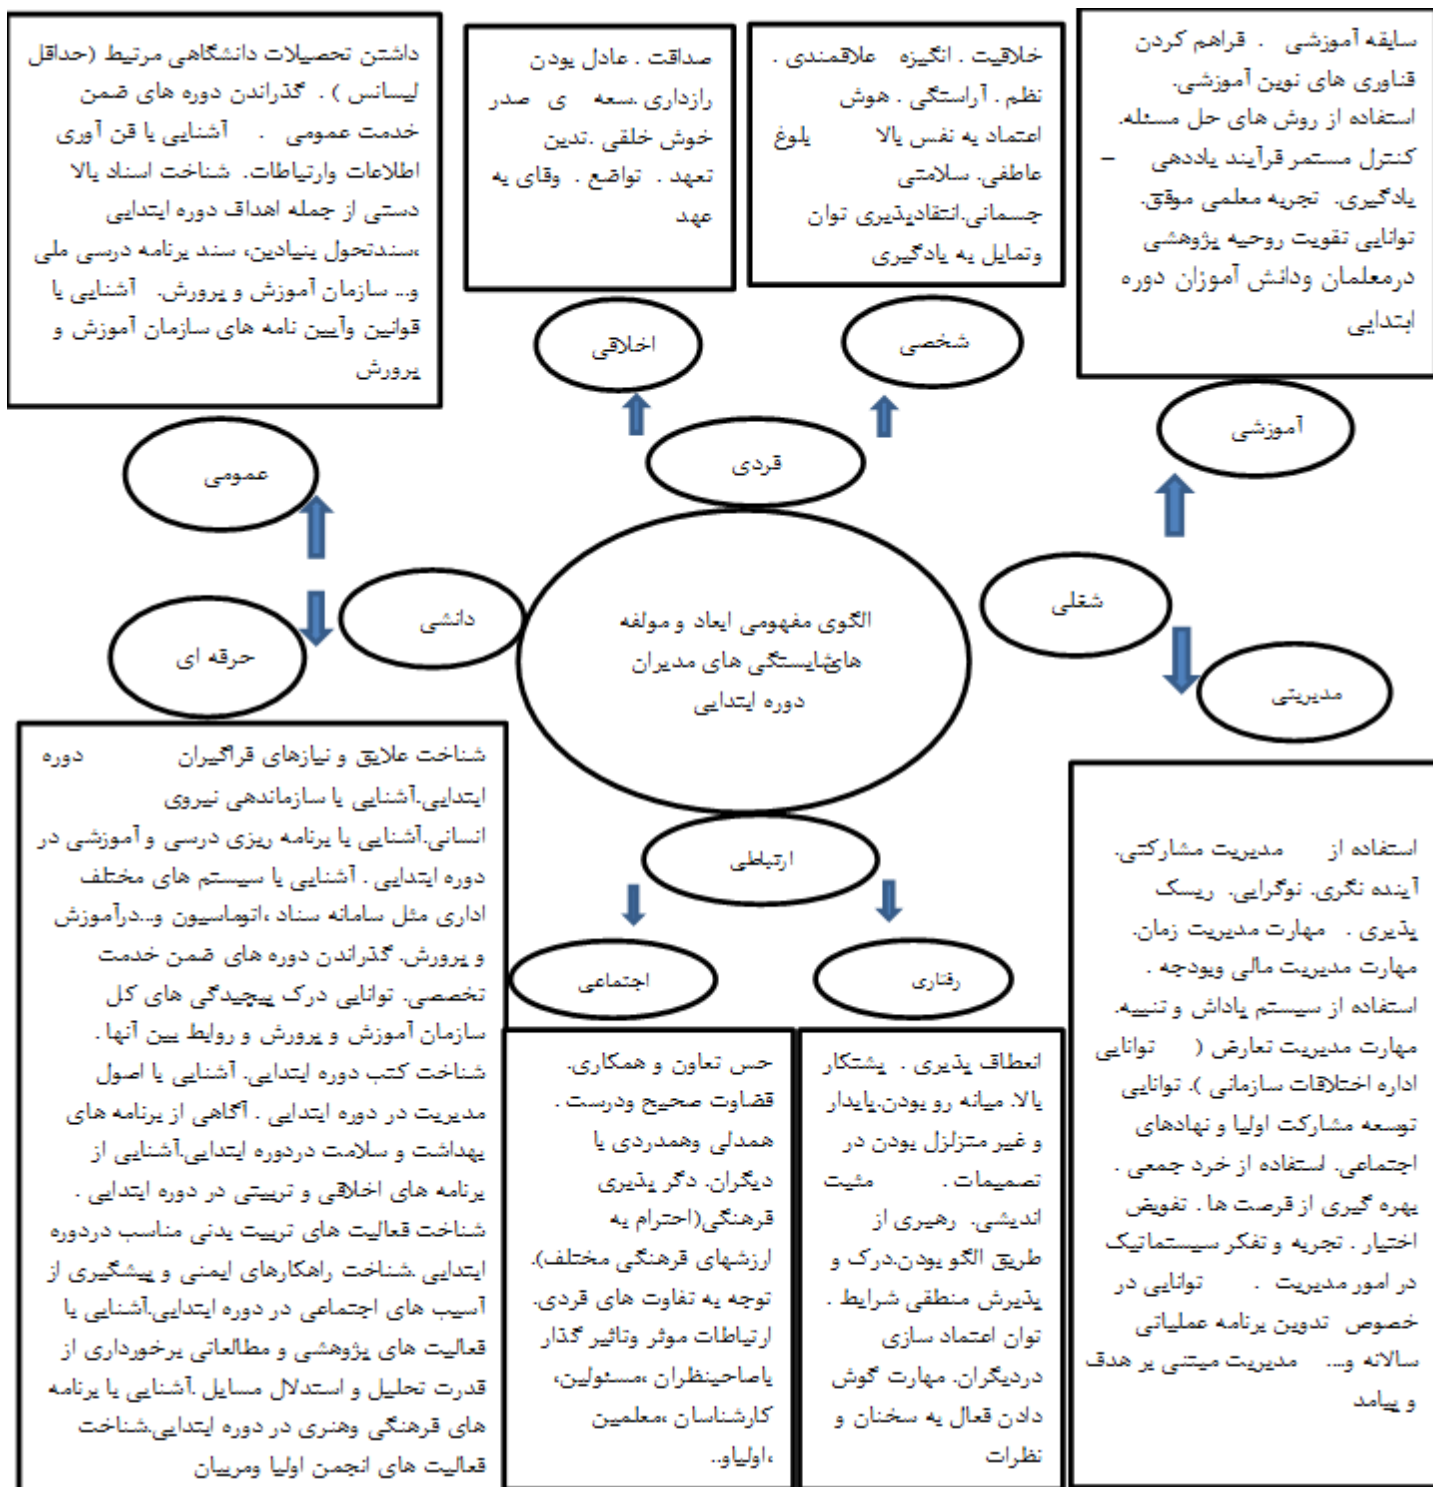 سابقه آموزشی . فراهم کردن
فناوری های نوین آموزشی.
استفاده از روش های حل مسئله.
کنترل مستمر فرآیند یاددهی –
یادگیری. تجربه معلمی موفق.
توانایی تقویت روحیه پژوهشی
درمعلمان ودانش آموزان دوره
ابتدایی
خلاقیت . انگیزه علاقمندی .
نظم . آراستگی . هوش
اعتماد به نفس بالا بلوغ
عاطفی. سلامتی
جسمانی.انتقادپذیری توان
وتمایل به یادگیری
صداقت . عادل بودن
رازداری .سعه ی صدر
خوش خلقی .تدین
تعهد . تواضع . وفای به
عهد
داشتن تحصیلات دانشگاهی مرتبط (حداقل
لیسانس ) . گذراندن دوره های ضمن
خدمت عمومی . آشنایی با فن آوری
اطلاعات وارتباطات. شناخت اسناد بالا
دستی از جمله اهداف دوره ابتدایی
،سندتحول بنیادین، سند برنامه درسی ملی
و... سازمان آموزش و پرورش. آشنایی با
قوانین وآیین نامه های سازمان آموزش و
پرورش
شخصی
اخلاقی
آموزشی
فردی
عمومی
شغلی
دانشی
حرفه ای
مدیریتی
الگوی مفهومی ابعاد و مولفه
هایشایستگی های مدیران
دوره ابتدایی
ارتباطی
رفتاری
اجتماعی
استفاده از مدیریت مشارکتی.
آینده نگری. نوگرایی. ریسک
پذیری . مهارت مدیریت زمان.
مهارت مدیریت مالی وبودجه .
استفاده از سیستم پاداش و تنبیه.
مهارت مدیریت تعارض ( توانایی
اداره اختلافات سازمانی ). توانایی
توسعه مشارکت اولیا و نهادهای
اجتماعی. استفاده از خرد جمعی .
بهره گیری از فرصت ها . تفویض
اختیار . تجربه و تفکر سیستماتیک
در امور مدیریت . توانایی در
خصوص تدوین برنامه عملیاتی
سالانه و... مدیریت مبتنی بر هدف
و پیامد
انعطاف پذیری . پشتکار
بالا. میانه رو بودن.پایدار
و غیر متزلزل بودن در
تصمیمات . مثبت
اندیشی. رهبری از
طریق الگو بودن.درک و
پذیرش منطقی شرایط .
توان اعتماد سازی
دردیگران. مهارت گوش
دادن فعال به سخنان و
نظرات
حس تعاون و همکاری.
قضاوت صحیح ودرست .
همدلی وهمدردی با
دیگران. دگر پذیری
فرهنگی(احترام به
ارزشهای فرهنگی مختلف).
توجه به تفاوت های فردی.
ارتباطات موثر وتاثیر گذار
باصاحبنظران ،مسئولین،
کارشناسان ،معلمین
،اولیاو..
شناخت علایق و نیازهای فراگیران دوره
ابتدایی.آشنایی با سازماندهی نیروی
انسانی.آشنایی با برنامه ریزی درسی و آموزشی در
دوره ابتدایی . آشنایی با سیستم های مختلف
اداری مثل سامانه سناد ،اتوماسیون و...درآموزش
و پرورش. گذراندن دوره های ضمن خدمت
تخصصی. توانایی درک پیچیدگی های کل
سازمان آموزش و پرورش و روابط بین آنها .
شناخت کتب دوره ابتدایی. آشنایی با اصول
مدیریت در دوره ابتدایی . آگاهی از برنامه های
بهداشت و سلامت دردوره ابتدایی.آشنایی از
برنامه های اخلاقی و تربیتی در دوره ابتدایی .
شناخت فعالیت های تربیت بدنی مناسب دردوره
ابتدایی .شناخت راهکارهای ایمنی و پیشگیری از
آسیب های اجتماعی در دوره ابتدایی.آشنایی با
فعالیت های پژوهشی و مطالعاتی برخورداری از
قدرت تحلیل و استدلال مسایل .آشنایی با برنامه
های فرهنگی وهنری در دوره ابتدایی.شناخت
فعالیت های انجمن اولیا ومربیان